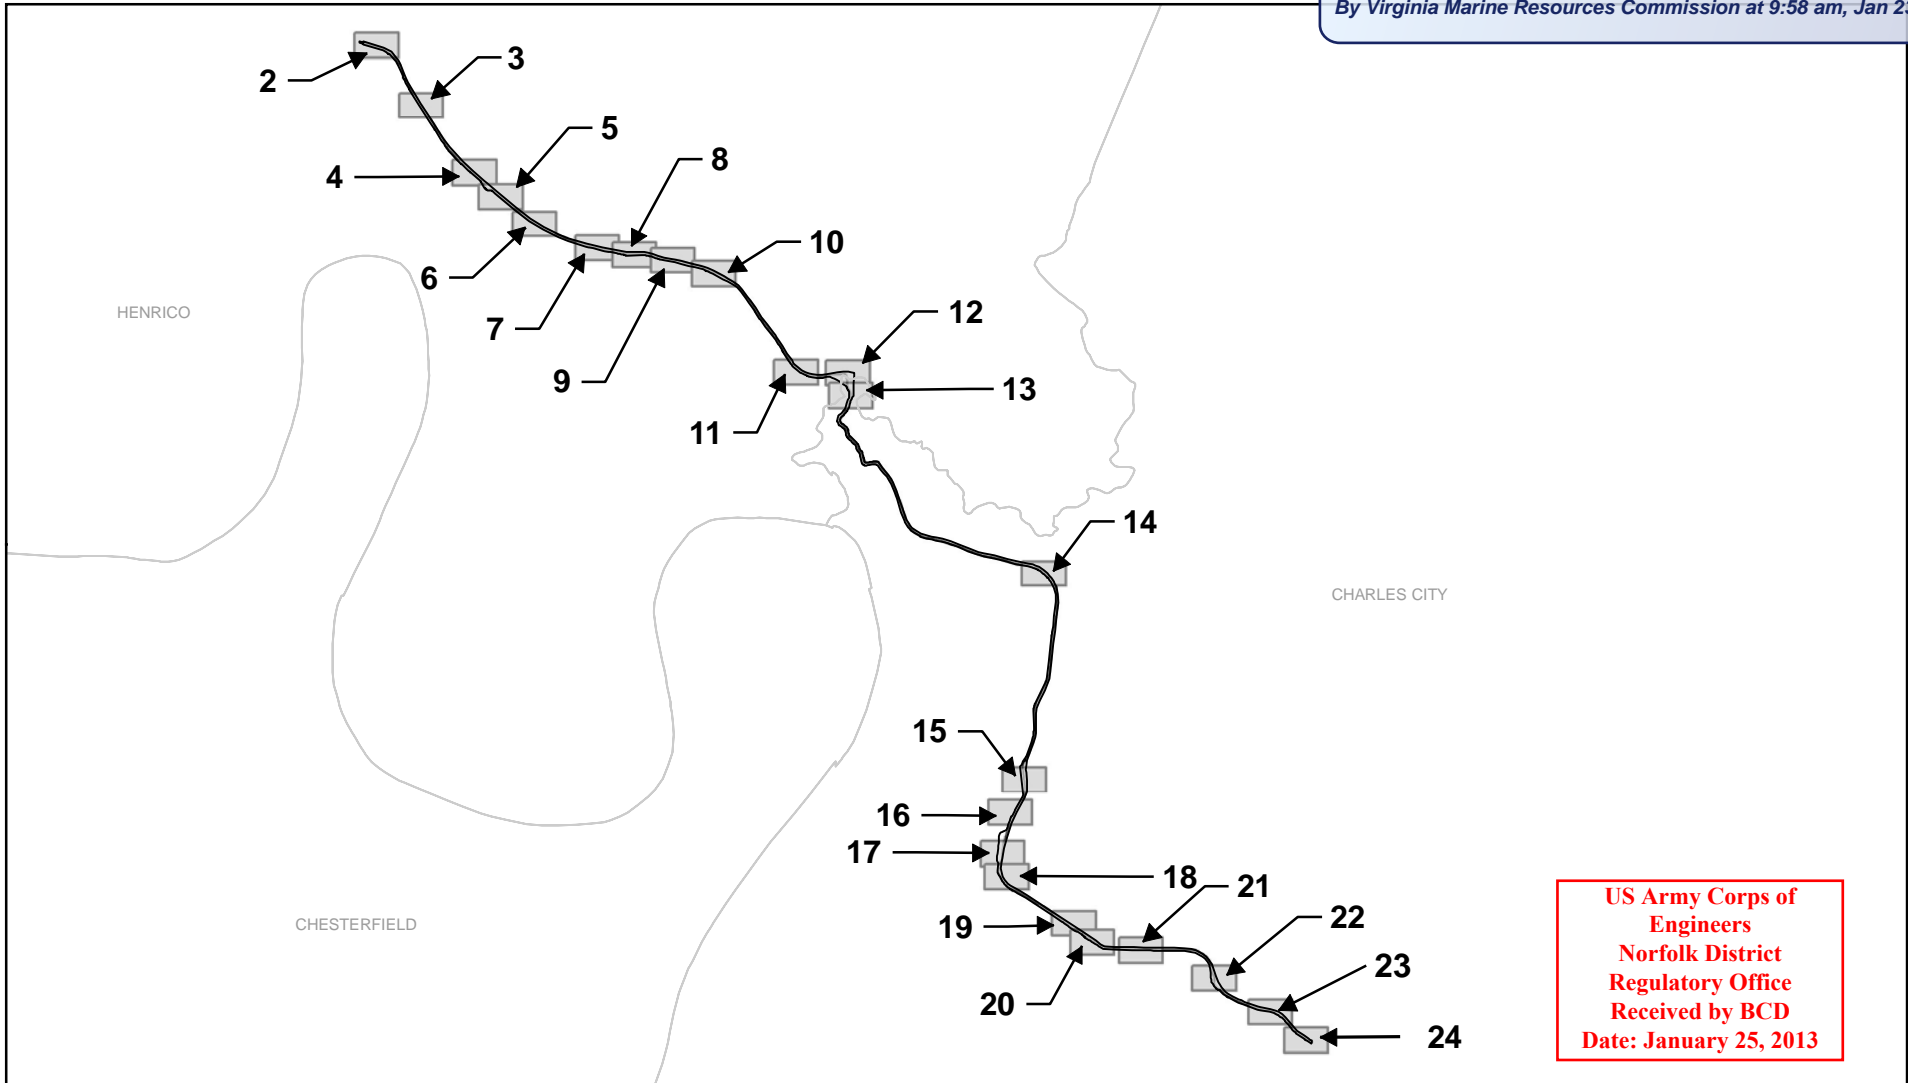 By Virginia Marine Resources Commission at 9:58 am, Jan 23
2
3
5
4
8
6
10
7
12
9
13
11
14
HENRICO
CHARLES CITY
15
16
17
18
21
19
22
CHESTERFIELD
23
20
24
US Army Corps of
Engineers
Norfolk District
Regulatory Office
Received by BCD
Date: January 25, 2013